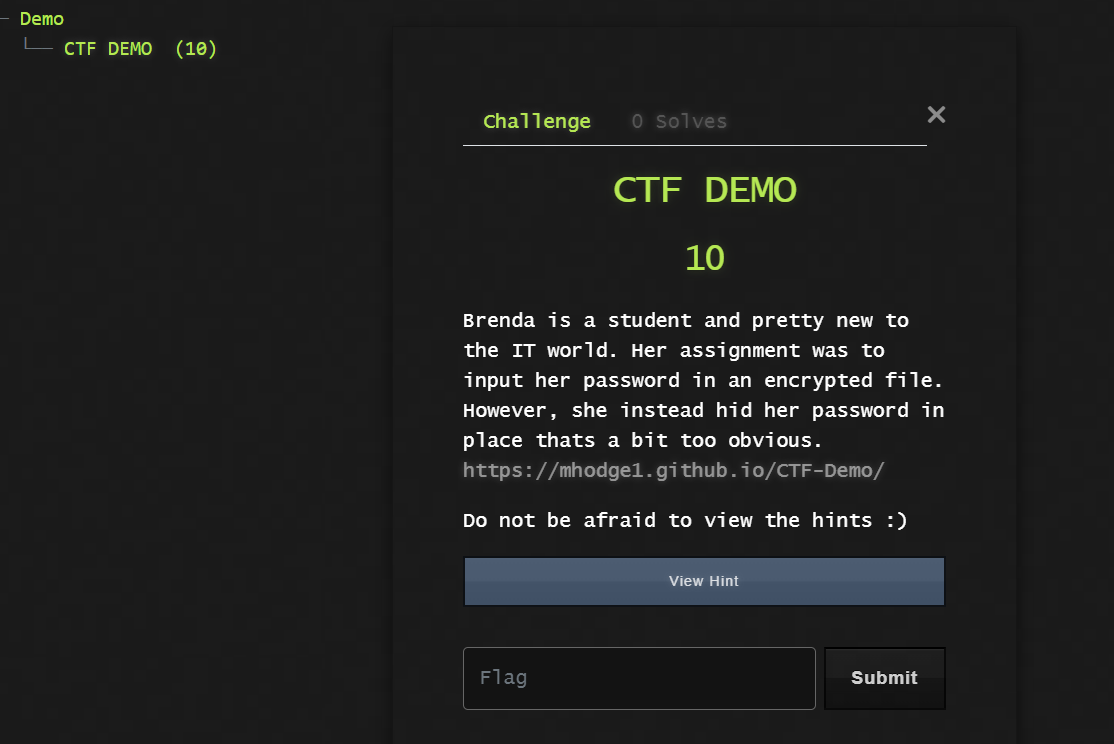 Demo
CTF DEMO (10)
Challenge
0 Solves
×
CTF DEMO
10
Brenda is a student and pretty new to
the IT world. Her assignment was to
input her password in an encrypted file.
However, she instead hid her password in
place thats a bit too obvious.
https://mhodge1.github.io/CTF-Demo/
Do not be afraid to view the hints :)
View Hint
Flag
Submit